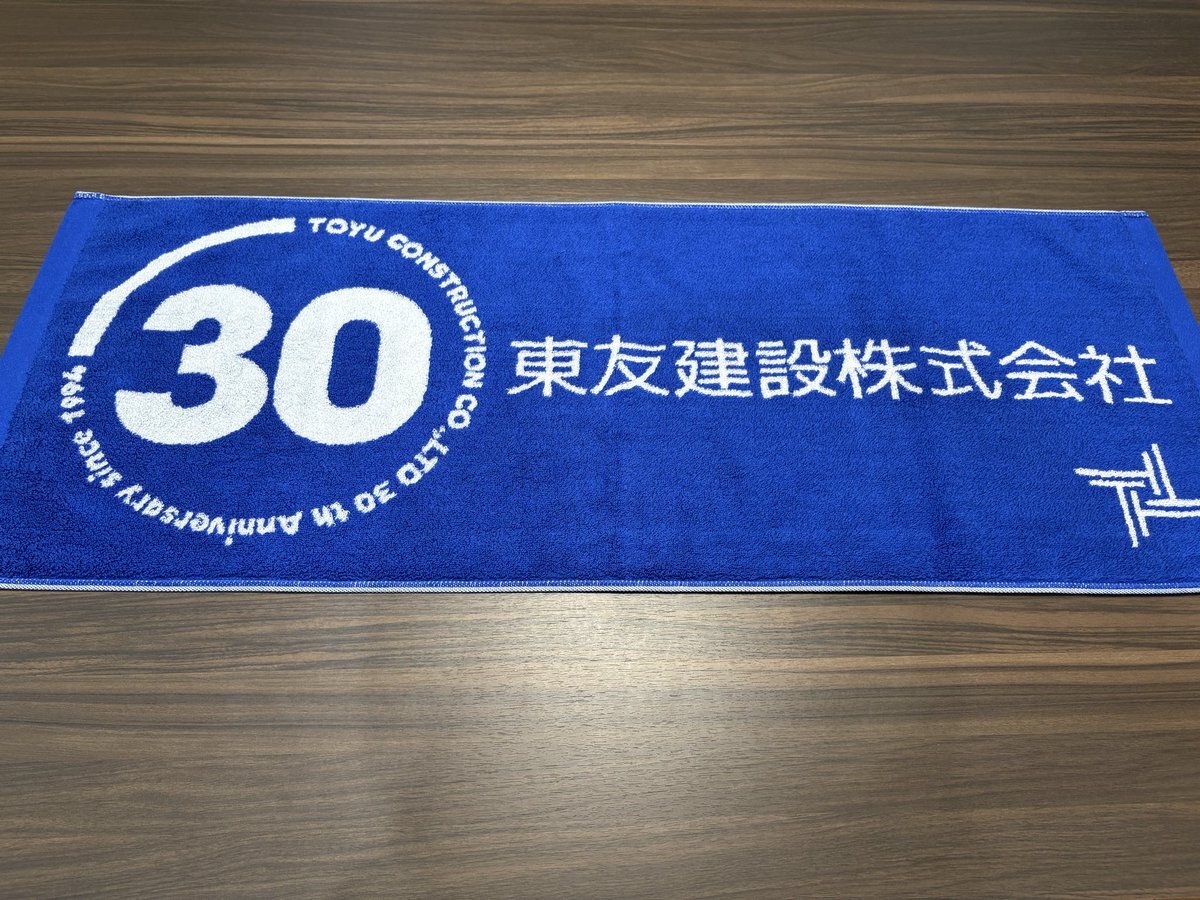 TOYU CONSTRUCTION CO.,LTD 30 th Anniversary since 1994
30
東友建設株式会社